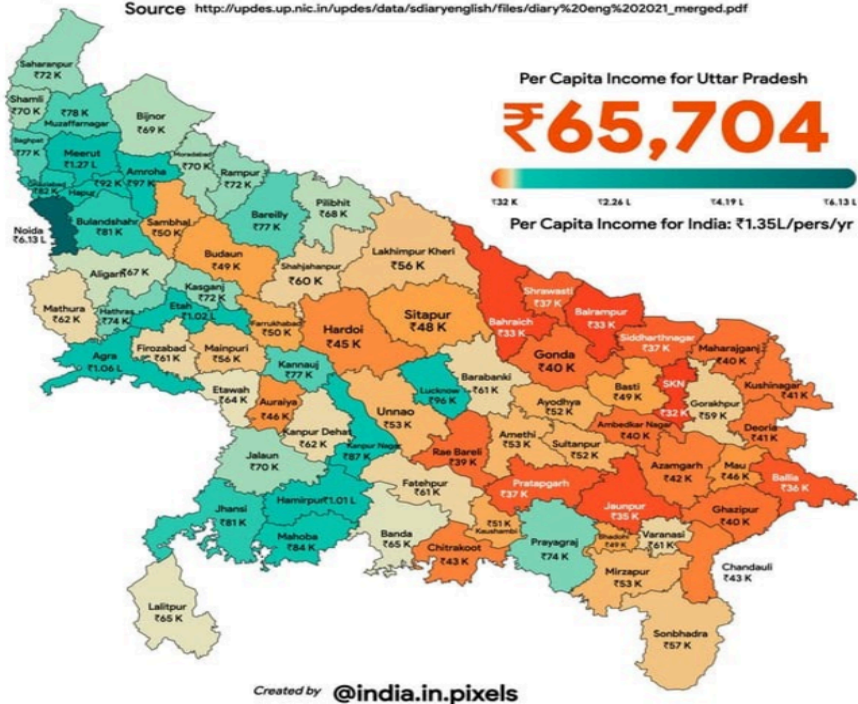 Source http://updes.up.nic.in/updes/data/sdiaryenglish/files/diary%20eng%202021_merged.pdf
Per Capita Income for Uttar Pradesh
₹65,704
₹32 K ₹2.26 L ₹4.19 L ₹6.13 L
Per Capita Income for India: ₹1.35L/pers/yr
Saharanpur
₹72 K
Shamli
₹70 K
₹78 K
Muzaffarnagar
Bijnor
₹69 K
Baghpat
₹77 K
Meerut
₹1.27 L
Amroha
₹97 K
Moradabad
₹70 K
Rampur
₹72 K
Ghaziabad
₹82 K
₹92 K
Hapur
Pilibhit
₹68 K
Bareilly
₹77 K
Noida
₹6.13 L
Bulandshahr
₹81 K
Sambhal
₹50 K
Budaun
₹49 K
Lakhimpur Kheri
₹56 K
Shahjahanpur
₹60 K
Aligarh
₹67 K
Kasganj
₹72 K
Mathura
₹62 K
Hathras
₹74 K
Etah
₹1.02 L
Farrukhabad
₹50 K
Hardoi
₹45 K
Sitapur
₹48 K
Bahraich
₹33 K
Shrawasti
₹37 K
Balrampur
₹33 K
Siddharthnagar
₹37 K
Maharajganj
₹40 K
Agra
₹1.06 L
Firozabad
₹61 K
Mainpuri
₹56 K
Kannauj
₹77 K
Gonda
₹40 K
Basti
₹49 K
SKN
₹32 K
Gorakhpur
₹59 K
Kushinagar
₹41 K
Etawah
₹64 K
Auraiya
₹46 K
Kanpur Dehat
₹62 K
Kanpur Nagar
₹87 K
Unnao
₹53 K
Lucknow
₹96 K
Barabanki
₹61 K
Ayodhya
₹52 K
Ambedkar Nagar
₹40 K
Deoria
₹41 K
Rae Bareli
₹39 K
Amethi
₹53 K
Sultanpur
₹52 K
Azamgarh
₹42 K
Mau
₹46 K
Ballia
₹36 K
Jalaun
₹70 K
Hamirpur
₹1.01 L
Fatehpur
₹61 K
Pratapgarh
₹37 K
Jaunpur
₹35 K
Ghazipur
₹40 K
Jhansi
₹81 K
Mahoba
₹84 K
Banda
₹65 K
Chitrakoot
₹43 K
₹51 K
Kaushambi
Prayagraj
₹74 K
Bhadohi
₹49 K
Varanasi
₹61 K
Chandauli
₹43 K
Mirzapur
₹53 K
Lalitpur
₹65 K
Sonbhadra
₹57 K
Created by @india.in.pixels